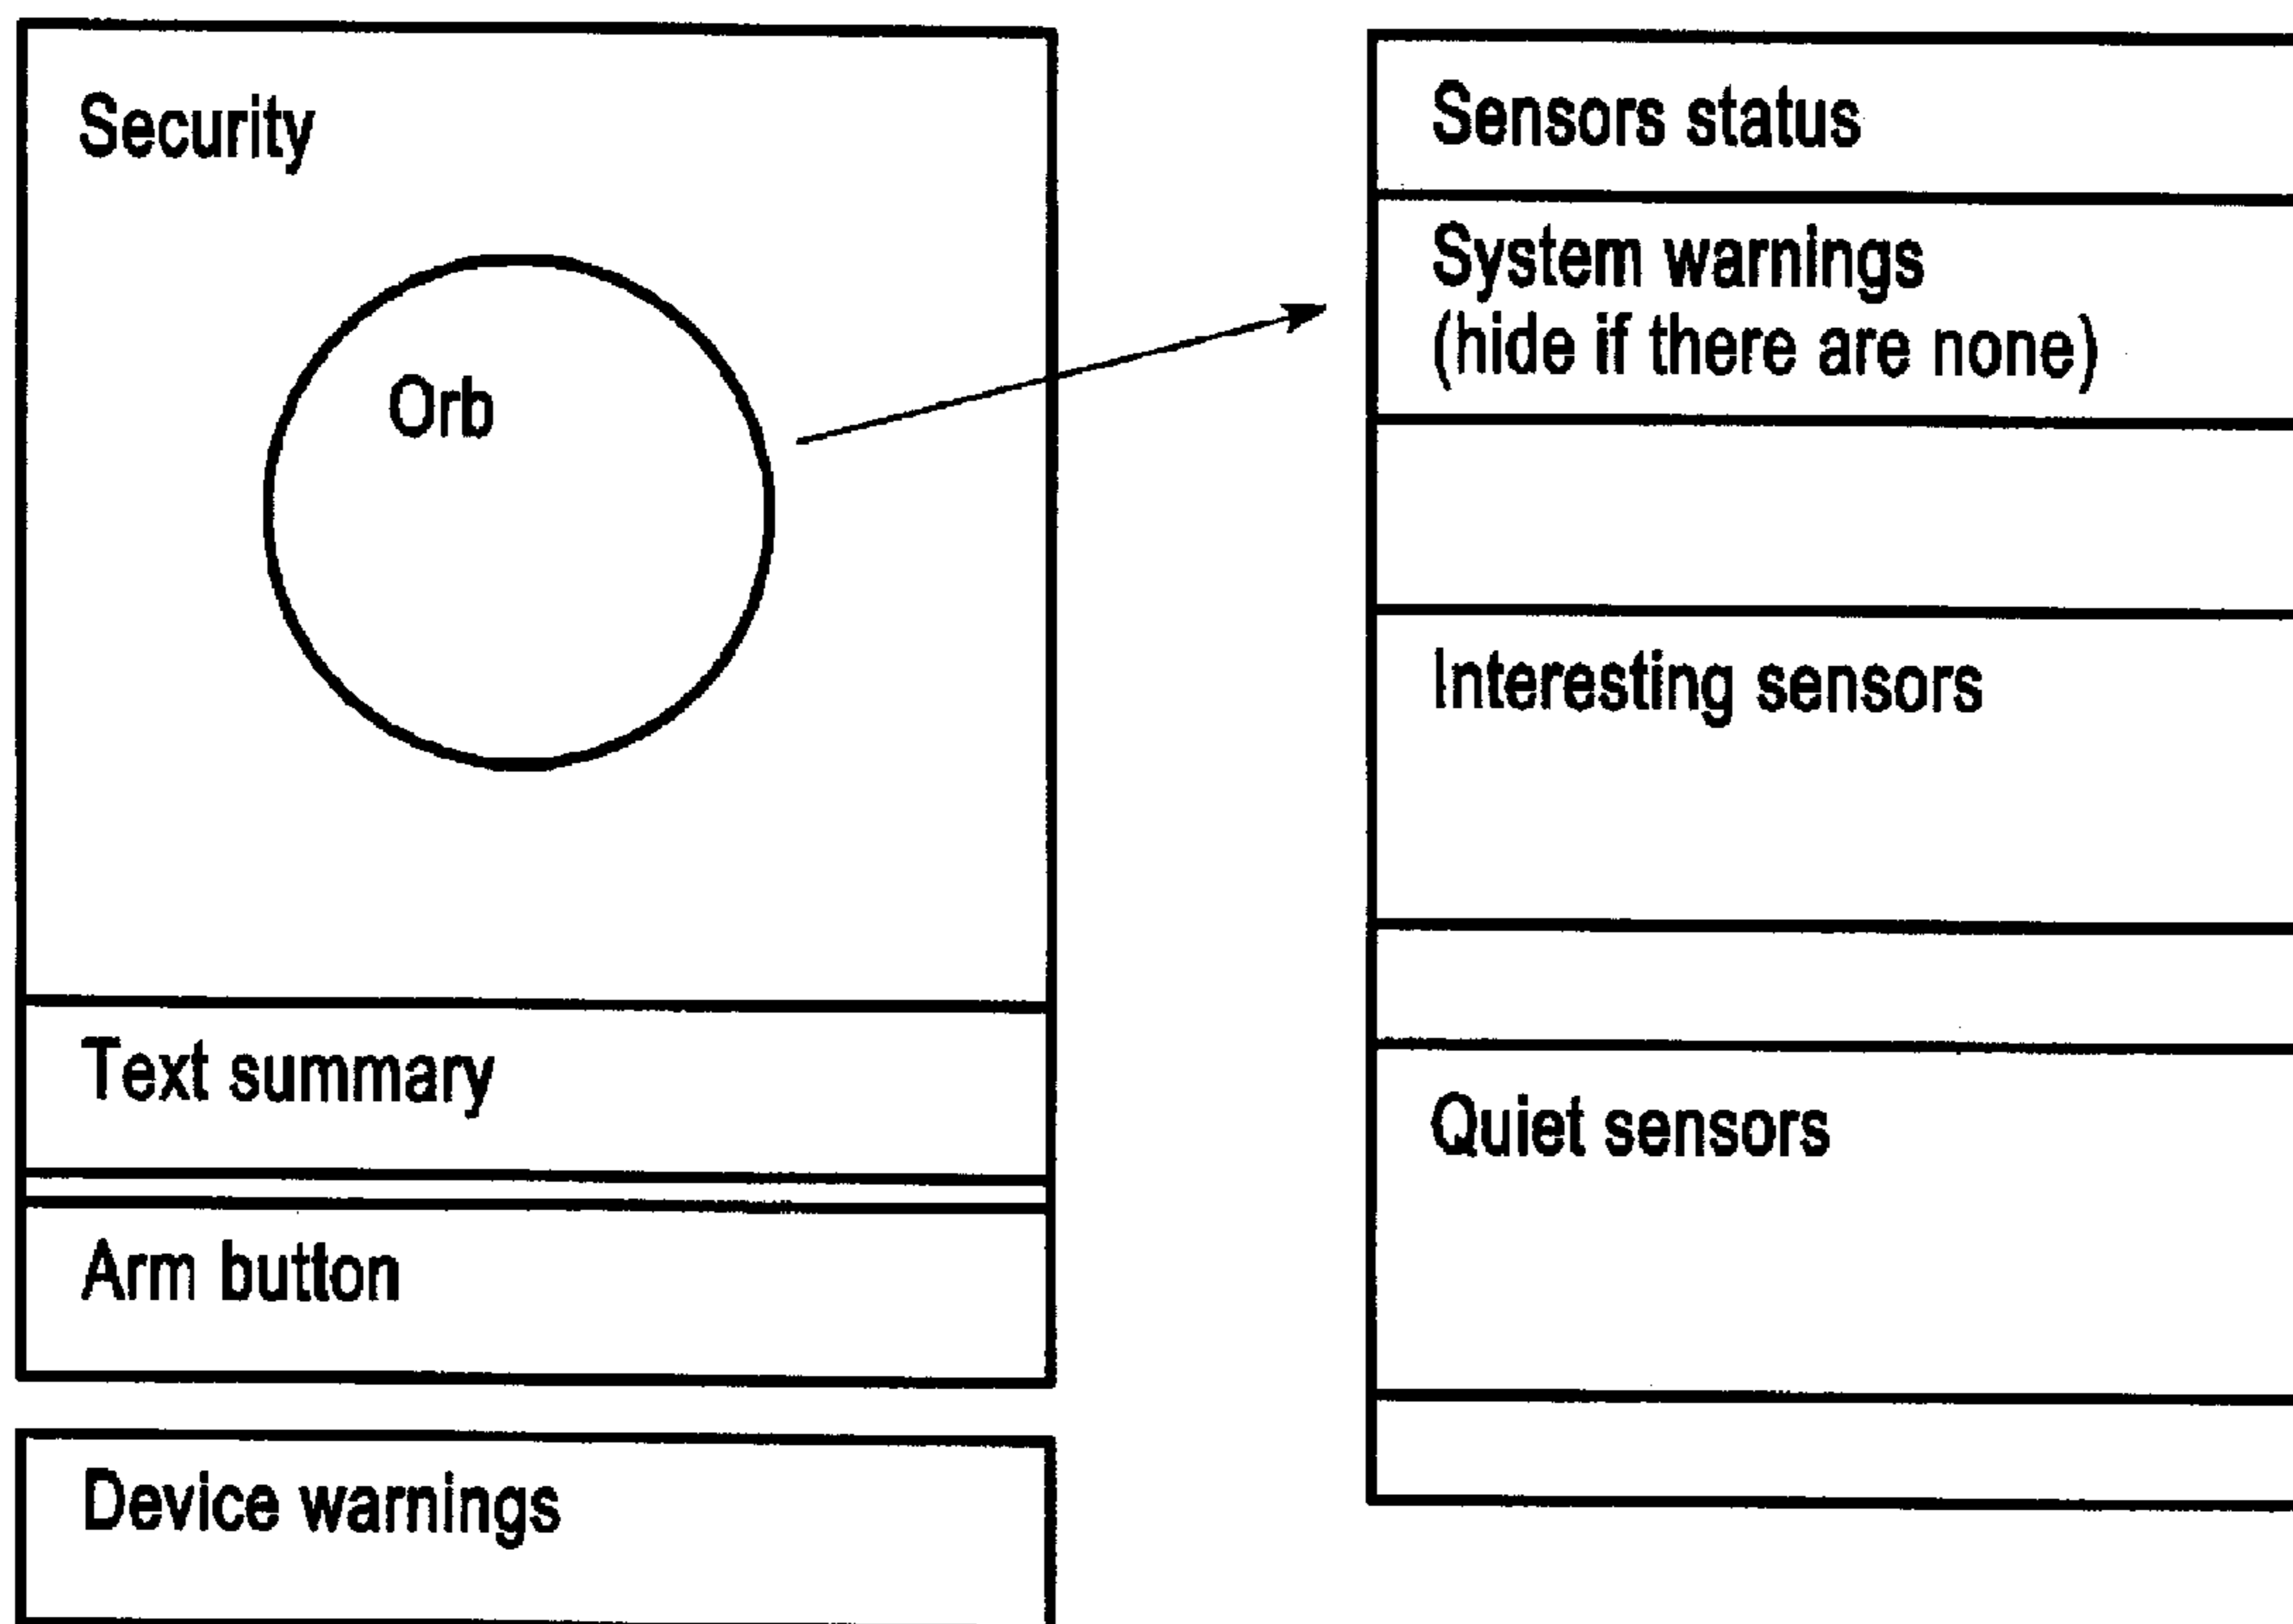 Security
Orb
Text summary
Arm button
Device warnings
Sensors status
System warnings
(hide if there are none)
Interesting sensors
Quiet sensors